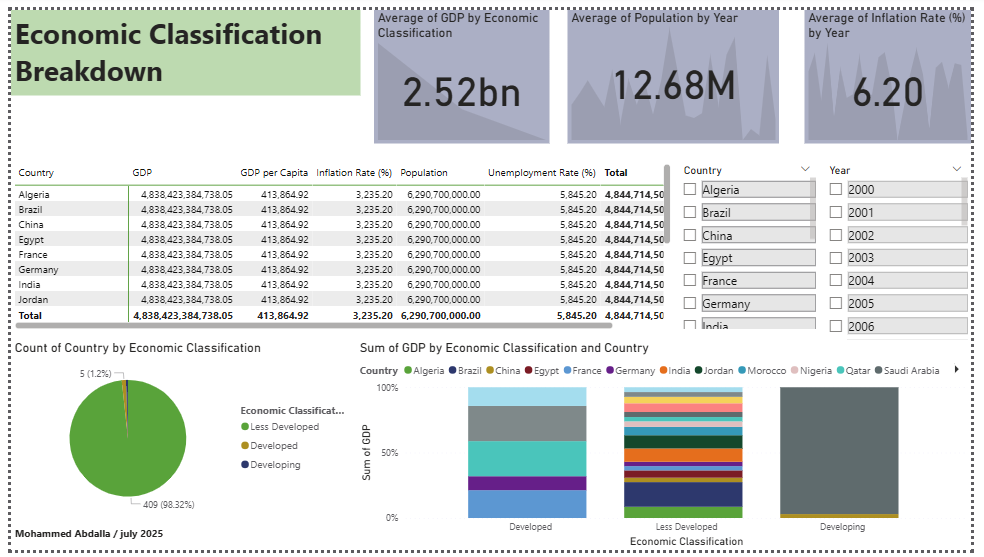 Economic Classification
Breakdown
Average of GDP by Economic
Classification
2.52bn
Average of Population by Year
12.68M
Average of Inflation Rate (%)
by Year
6.20
Country GDP GDP per Capita Inflation Rate (%) Population Unemployment Rate (%) Total
Algeria 4,838,423,384,738.05 413,864.92 3,235.20 6,290,700,000.00 5,845.20 4,844,714,50
Brazil 4,838,423,384,738.05 413,864.92 3,235.20 6,290,700,000.00 5,845.20 4,844,714,50
China 4,838,423,384,738.05 413,864.92 3,235.20 6,290,700,000.00 5,845.20 4,844,714,50
Egypt 4,838,423,384,738.05 413,864.92 3,235.20 6,290,700,000.00 5,845.20 4,844,714,50
France 4,838,423,384,738.05 413,864.92 3,235.20 6,290,700,000.00 5,845.20 4,844,714,50
Germany 4,838,423,384,738.05 413,864.92 3,235.20 6,290,700,000.00 5,845.20 4,844,714,50
India 4,838,423,384,738.05 413,864.92 3,235.20 6,290,700,000.00 5,845.20 4,844,714,50
Jordan 4,838,423,384,738.05 413,864.92 3,235.20 6,290,700,000.00 5,845.20 4,844,714,50
Total 4,838,423,384,738.05 413,864.92 3,235.20 6,290,700,000.00 5,845.20 4,844,714,50
Country
Algeria
Brazil
China
Egypt
France
Germany
India
Year
2000
2001
2002
2003
2004
2005
2006
Count of Country by Economic Classification
5 (1.2%)
409 (98.32%)
Economic Classificat...
Less Developed
Developed
Developing
Mohammed Abdalla / july 2025
Sum of GDP by Economic Classification and Country
Country Algeria Brazil China Egypt France Germany India Jordan Morocco Nigeria Qatar Saudi Arabia
Sum of GDP
100%
50%
0%
Developed Less Developed Developing
Economic Classification